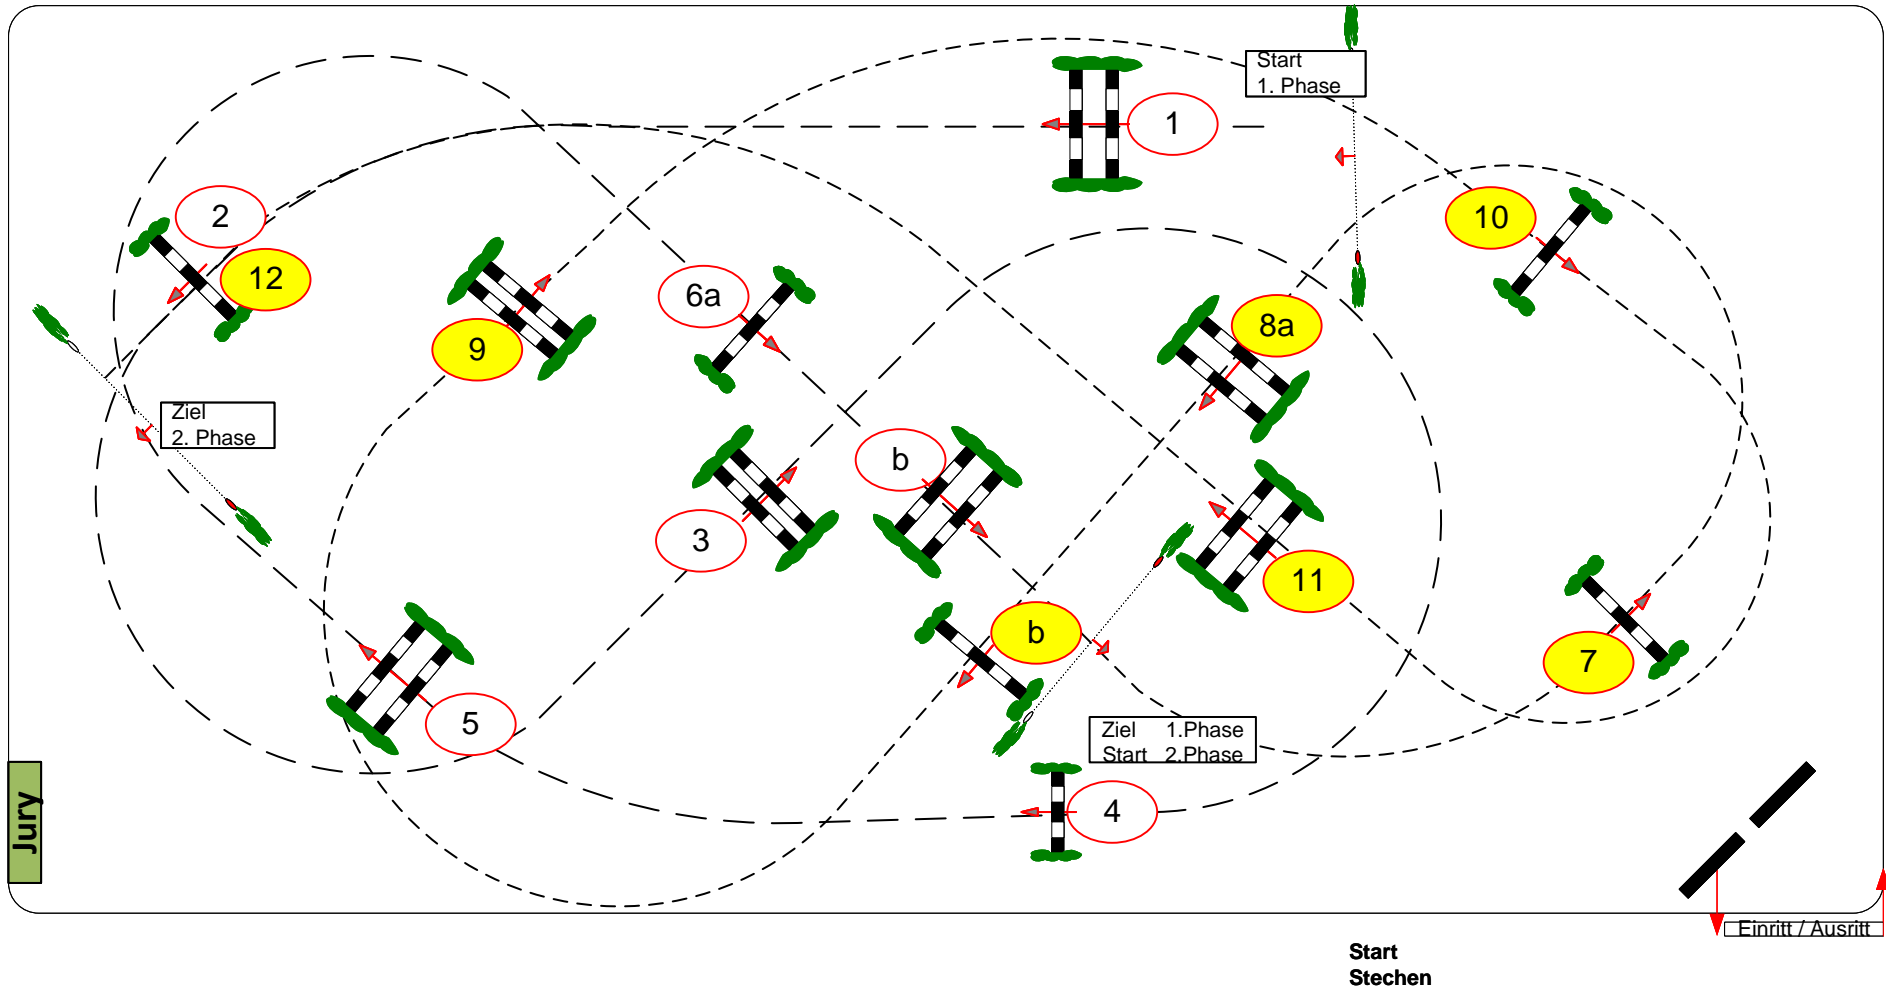 Start
1. Phase
1
2
12
10
6a
8a
9
Ziel
2. Phase
b
3
11
b
7
5
Ziel 1.Phase
Start 2.Phase
4
Jury
Einritt / Ausritt
Start
Stechen